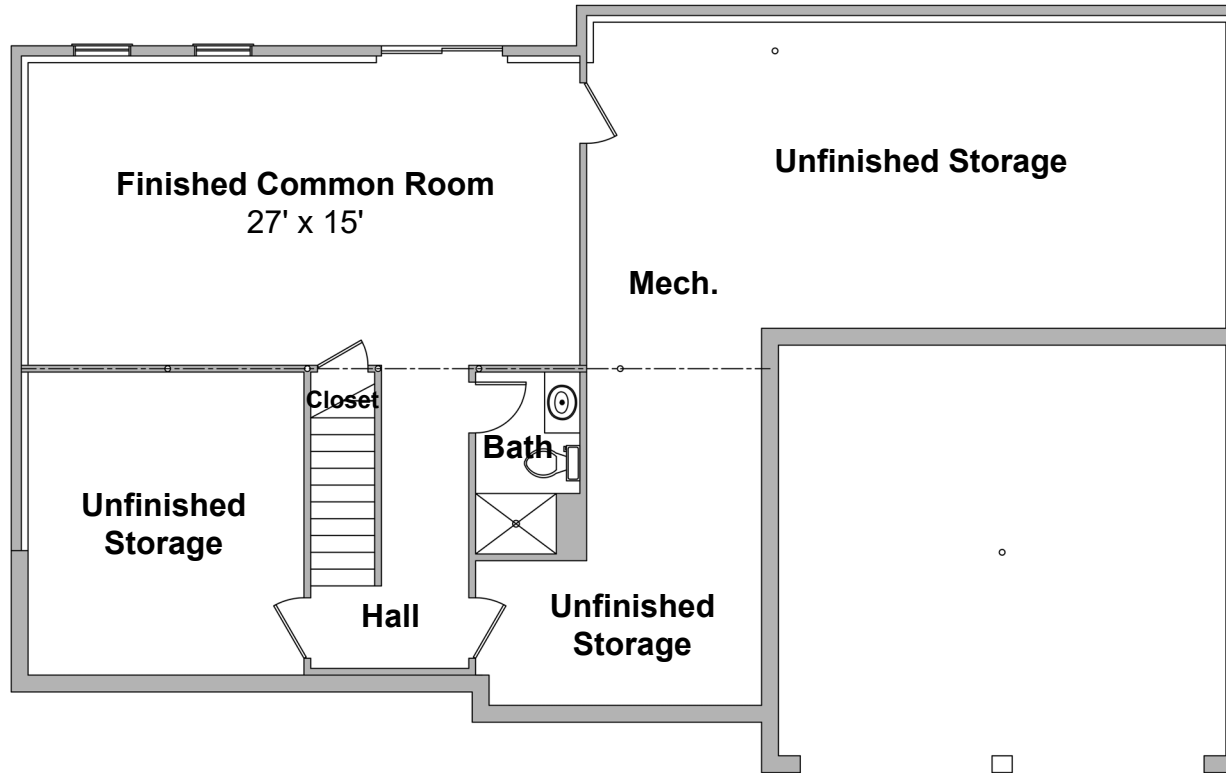 Unfinished Storage
Finished Common Room
27' x 15'
Mech.
Closet
Bath
Unfinished
Storage
Hall
Unfinished
Storage